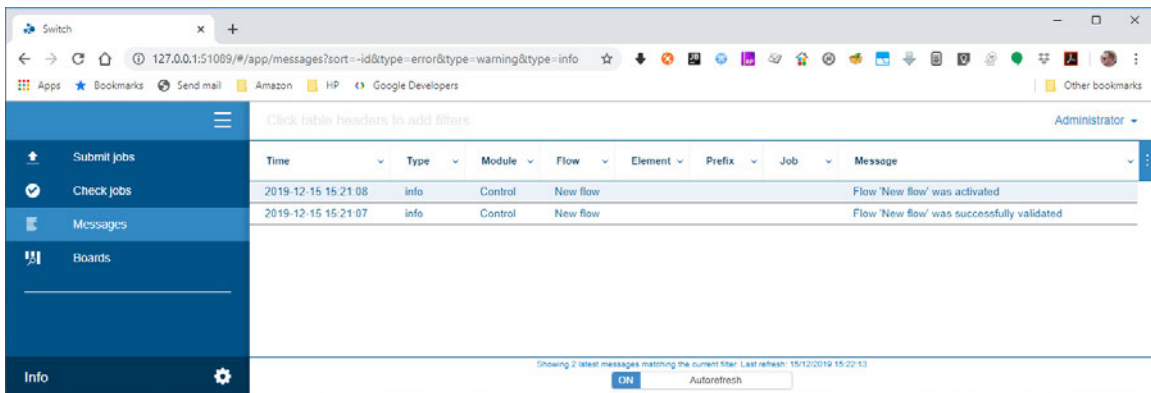 Switch
127.0.0.1:51089/#/app/messages?sort=-id&type=error&type=warning&type=info
Apps Bookmarks Send mail Amazon HP Google Developers Other bookmarks
Click table headers to add filters
Administrator
Submit jobs
Check jobs
Messages
Boards
Time Type Module Flow Element Prefix Job Message
2019-12-15 15:21:08 info Control New flow Flow 'New flow' was activated
2019-12-15 15:21:07 info Control New flow Flow 'New flow' was successfully validated
Showing 2 latest messages matching the current filter. Last refresh: 15/12/2019 15:22:13
Info
ON Autorefresh